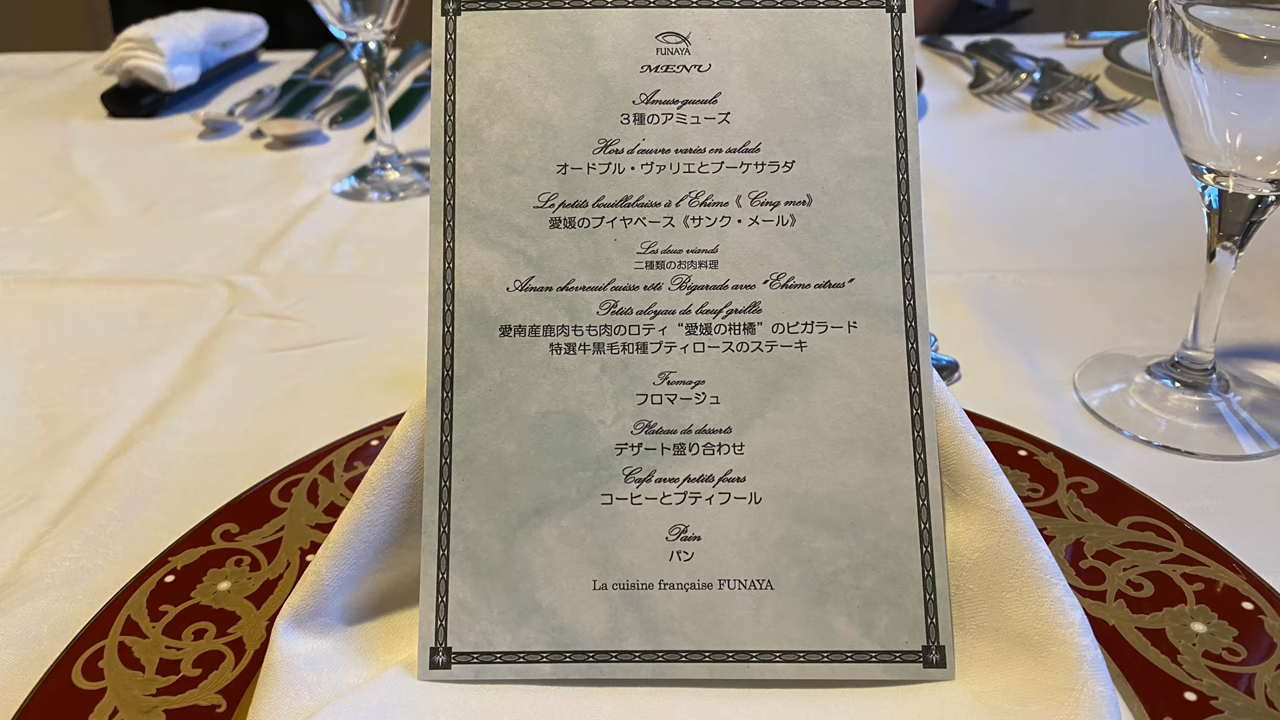 FUNAYA
MENU
Amuse-gueule
３種のアミューズ
Hors d'œuvre varies en salade
オードブル・ヴァリエとブーケサラダ
Le petits bouillabaisse à l'Ehime《 Cinq mer》
愛媛のブイヤベース《サンク・メール》
Les deux viands
二種類のお肉料理
Ainan chevreuil cuisse rôti Bigarade avec "Ehime citrus"
Petits aloyau de bœuf grillée
愛南産鹿肉もも肉のロティ “愛媛の柑橘” のビガラード
特選牛黒毛和種プティロースのステーキ
Fromage
フロマージュ
Plateau de desserts
デザート盛り合わせ
Café avec petits fours
コーヒーとプティフール
Pain
パン
La cuisine française FUNAYA